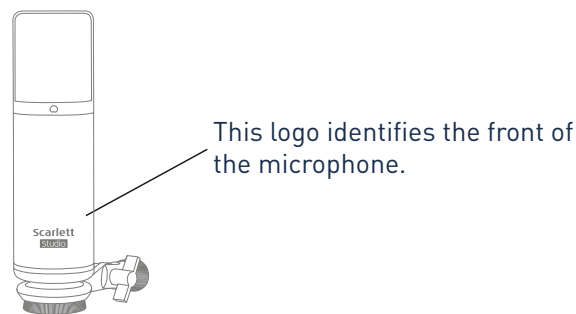 This logo identifies the front of
the microphone.
Scarlett
Studio